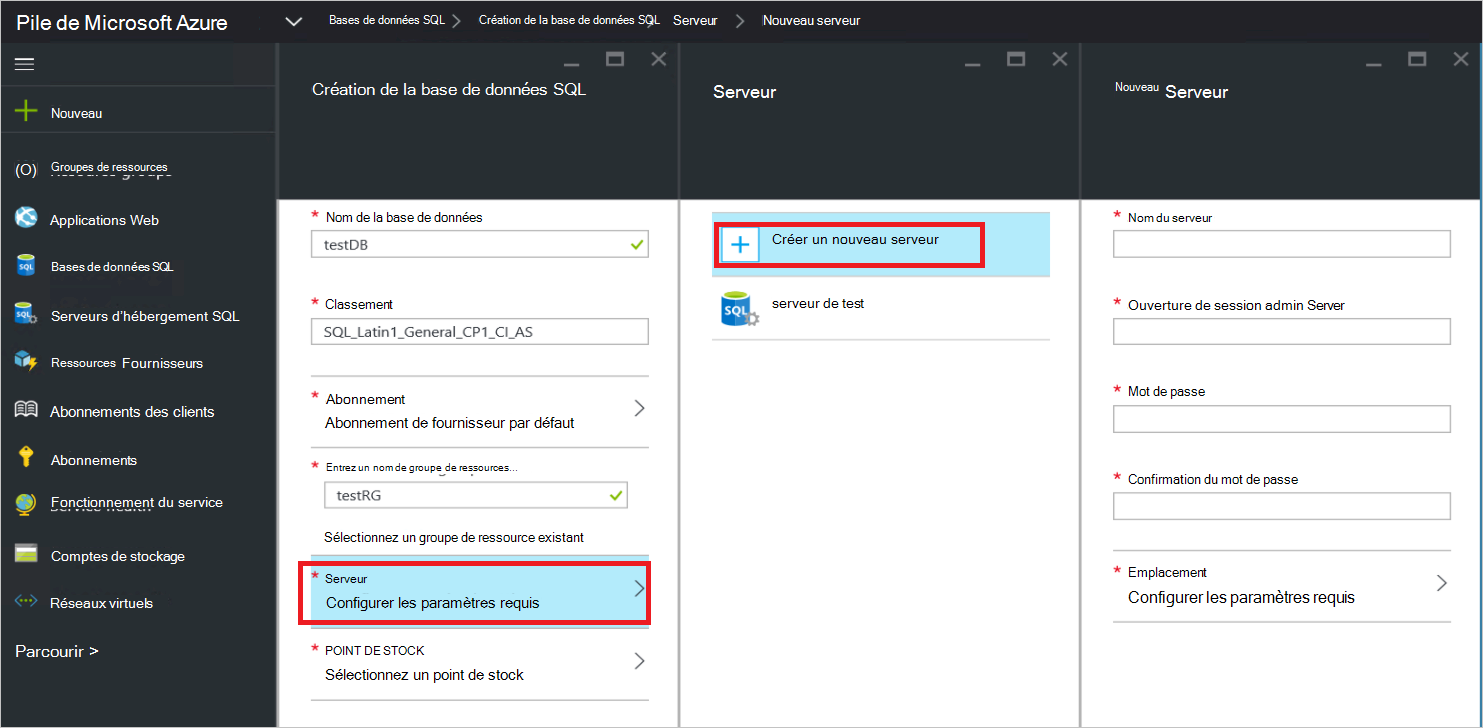 Pile de Microsoft Azure
Bases de données SQL
Création de la base de données SQL
Serveur
Nouveau serveur
Nouveau
Groupes de ressources
Applications Web
Bases de données SQL
Serveurs d'hébergement SQL
Ressources Fournisseurs
Abonnements des clients
Abonnements
Fonctionnement du service
Comptes de stockage
Réseaux virtuels
Parcourir >
Création de la base de données SQL
* Nom de la base de données
testDB
* Classement
SQL_Latin1_General_CP1_CI_AS
* Abonnement
Abonnement de fournisseur par défaut
* Entrez un nom de groupe de ressources...
testRG
Sélectionnez un groupe de ressource existant
* Serveur
Configurer les paramètres requis
* POINT DE STOCK
Sélectionnez un point de stock
Serveur
Créer un nouveau serveur
SQL
serveur de test
Nouveau Serveur
* Nom du serveur
* Ouverture de session admin Server
* Mot de passe
* Confirmation du mot de passe
* Emplacement
Configurer les paramètres requis